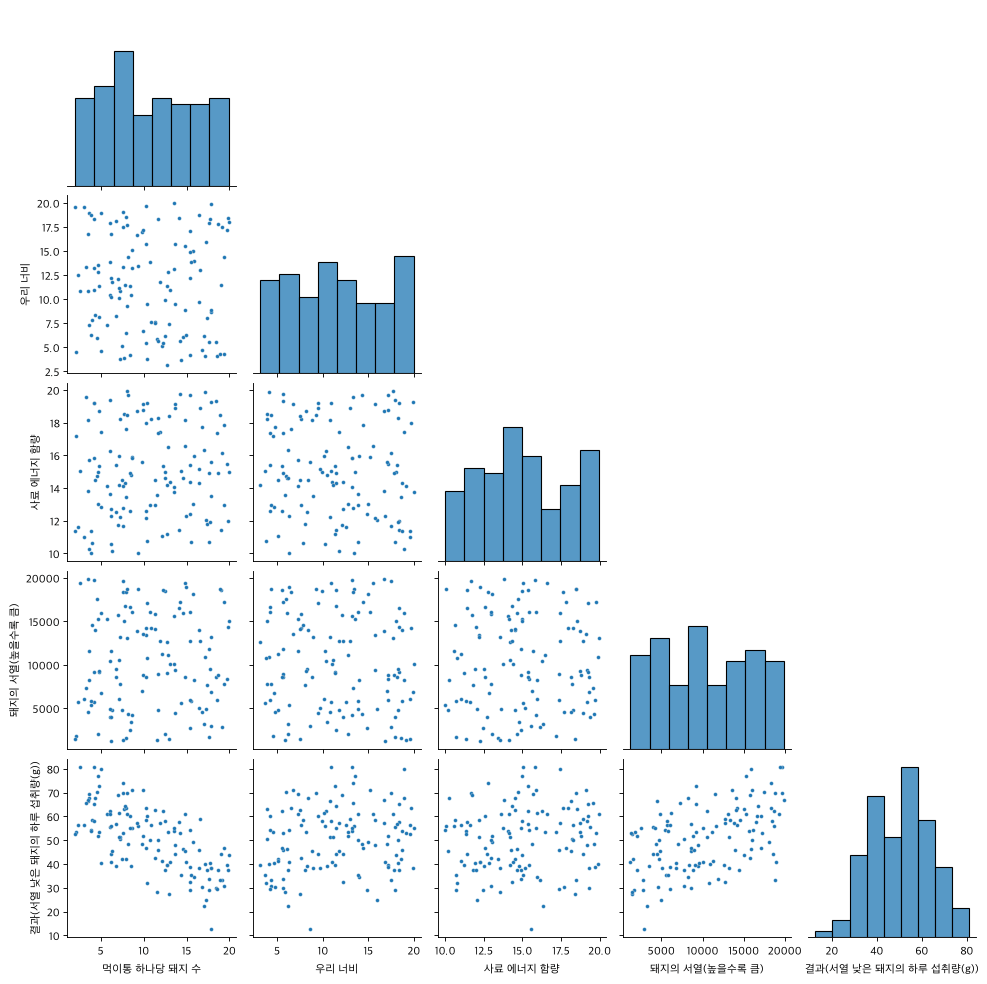 20.0
17.5
15.0
12.5
10.0
7.5
5.0
2.5
우리 너비
20
18
16
14
12
10
사료 에너지 함량
20000
15000
10000
5000
돼지의 서열(높을수록 큼)
80
70
60
50
40
30
20
10
결과(서열 낮은 돼지의 하루 섭취량(g))
5 10 15 20
먹이통 하나당 돼지 수
5 10 15 20
우리 너비
10.0 12.5 15.0 17.5 20.0
사료 에너지 함량
5000 10000 15000 20000
돼지의 서열(높을수록 큼)
20 40 60 80
결과(서열 낮은 돼지의 하루 섭취량(g))